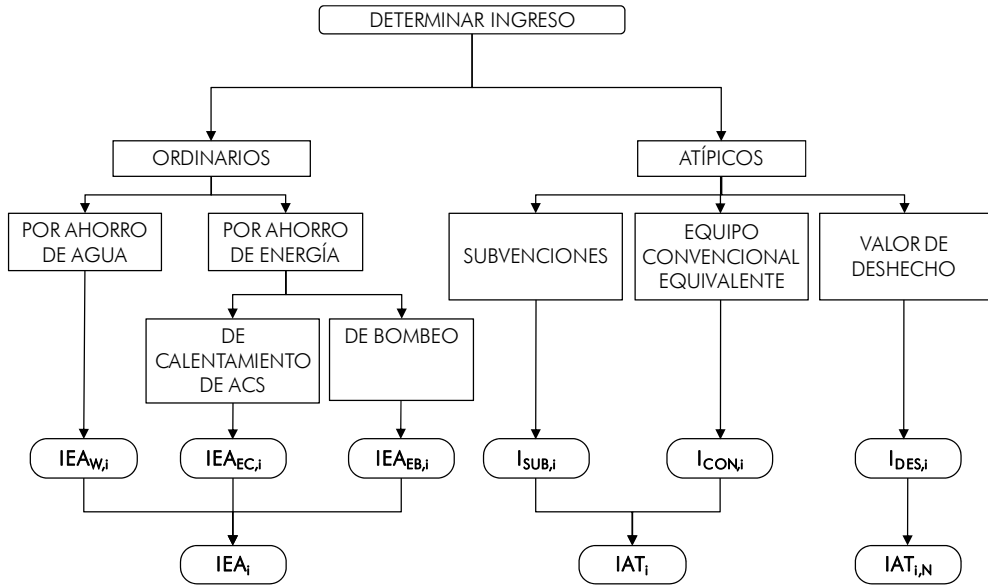 DETERMINAR INGRESO
ORDINARIOS
ATÍPICOS
POR AHORRO
DE AGUA
POR AHORRO
DE ENERGÍA
SUBVENCIONES
EQUIPO
CONVENCIONAL
EQUIVALENTE
VALOR DE
DESHECHO
DE
CALENTAMIENTO
DE ACS
DE BOMBEO
IEAW,i
IEAEC,i
IEAEB,i
ISUB,i
ICON,i
IDES,i
IEAi
IATi
IATi,N